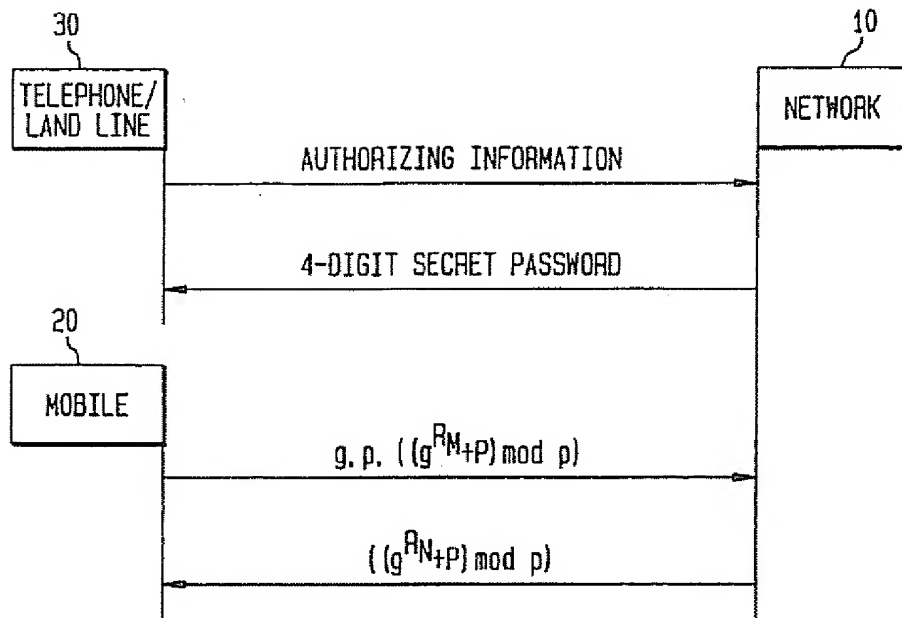 30
10
TELEPHONE/
LAND LINE
NETWORK
AUTHORIZING INFORMATION
4-DIGIT SECRET PASSWORD
20
MOBILE
g.p. ((g^RM+P) mod p)
((g^RN+P) mod p)